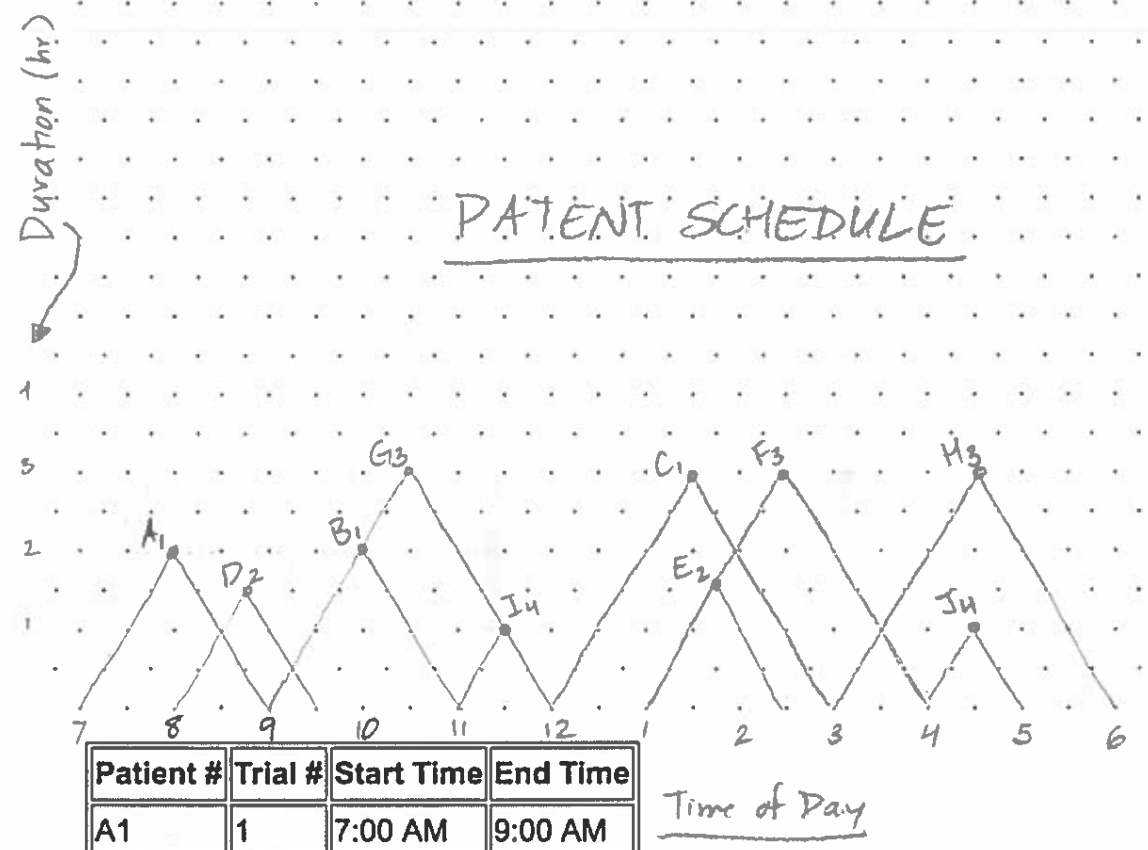 Duration (hr)
PATENT SCHEDULE
4
3
2
1
G3
C1
F3
H3
A1
B1
D2
E2
I4
J4
7 8 9 10 11 12 1 2 3 4 5 6
Patient # Trial # Start Time End Time
A1 1 7:00 AM 9:00 AM
Time of Day